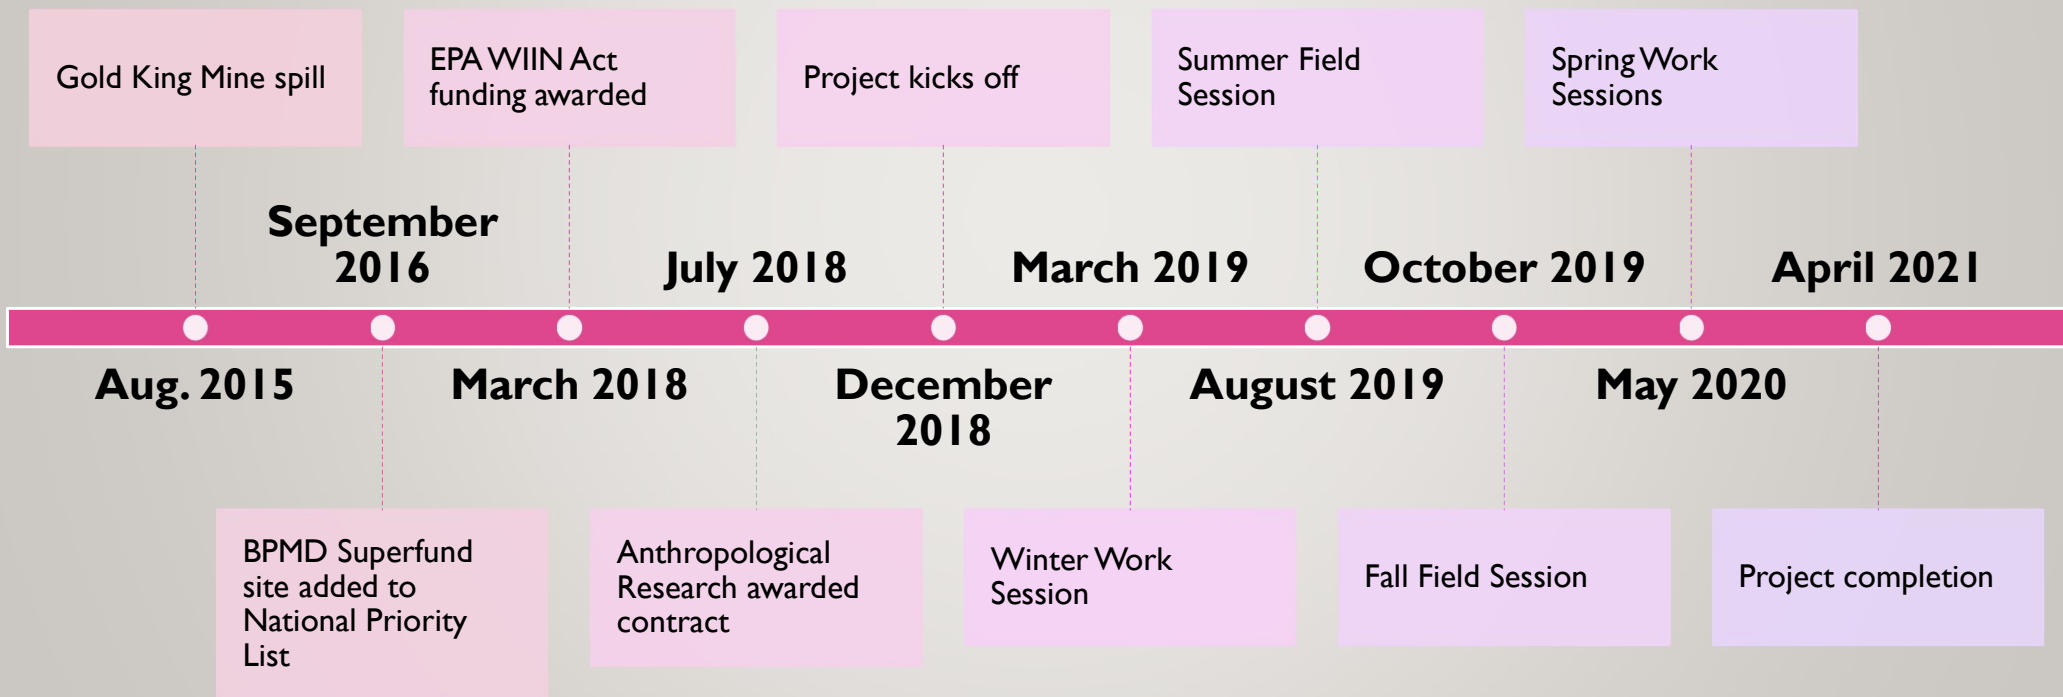 Gold King Mine spill
EPA WIIN Act
funding awarded
Project kicks off
Summer Field
Session
Spring Work
Sessions
September
2016
July 2018
March 2019
October 2019
April 2021
Aug. 2015
March 2018
December
2018
August 2019
May 2020
BPMD Superfund
site added to
National Priority
List
Anthropological
Research awarded
contract
Winter Work
Session
Fall Field Session
Project completion